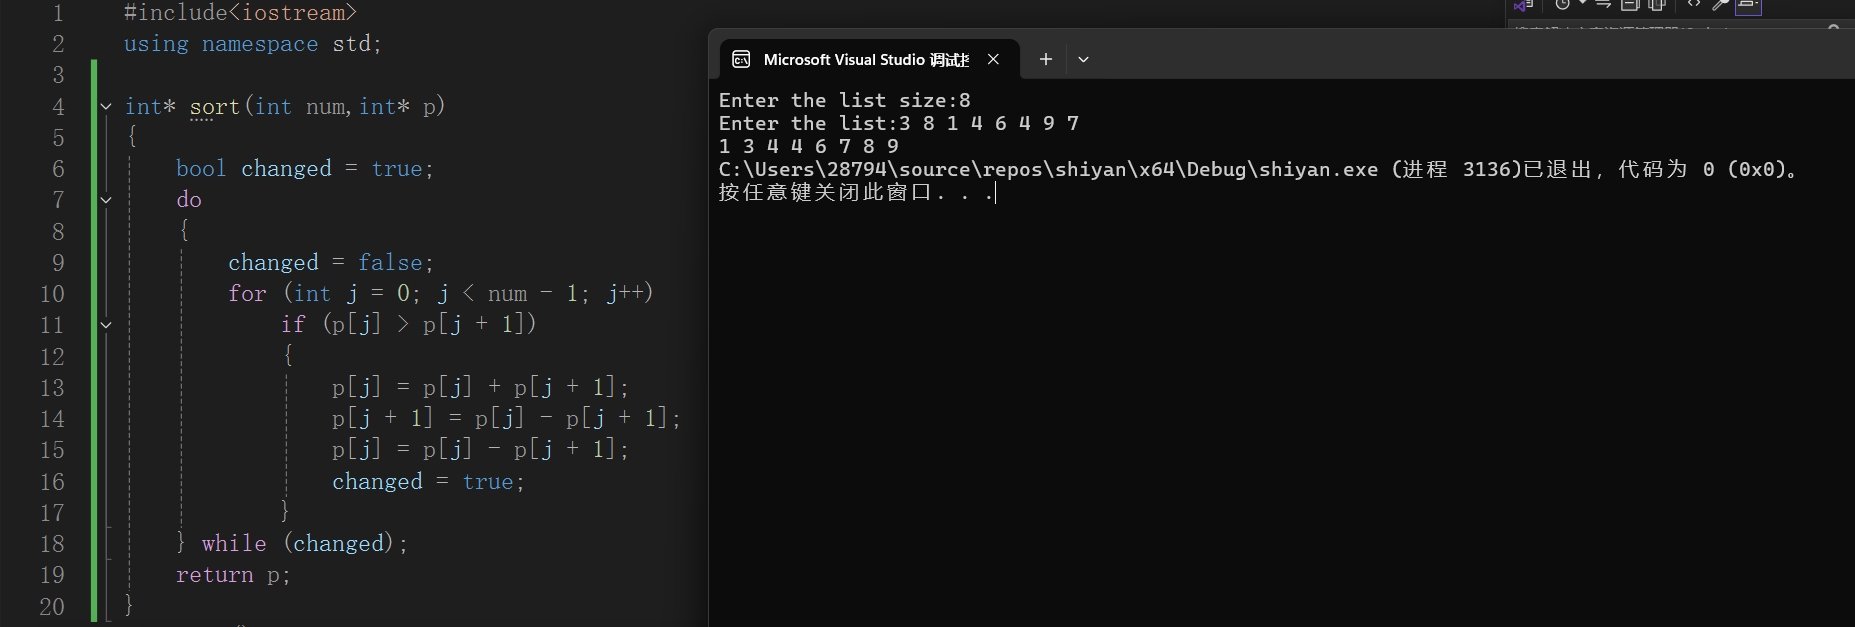 1 #include<iostream>
2 using namespace std;
3
4 int* sort(int num,int* p)
5 {
6 bool changed = true;
7 do
8 {
9 changed = false;
10 for (int j = 0; j < num - 1; j++)
11 if (p[j] > p[j + 1])
12 {
13 p[j] = p[j] + p[j + 1];
14 p[j + 1] = p[j] - p[j + 1];
15 p[j] = p[j] - p[j + 1];
16 changed = true;
17 }
18 } while (changed);
19 return p;
20 }
Microsoft Visual Studio 调试
Enter the list size:8
Enter the list:3 8 1 4 6 4 9 7
1 3 4 4 6 7 8 9
C:\Users\28794\source\repos\shiyan\x64\Debug\shiyan.exe (进程 3136)已退出，代码为 0 (0x0)。
按任意键关闭此窗口. . .